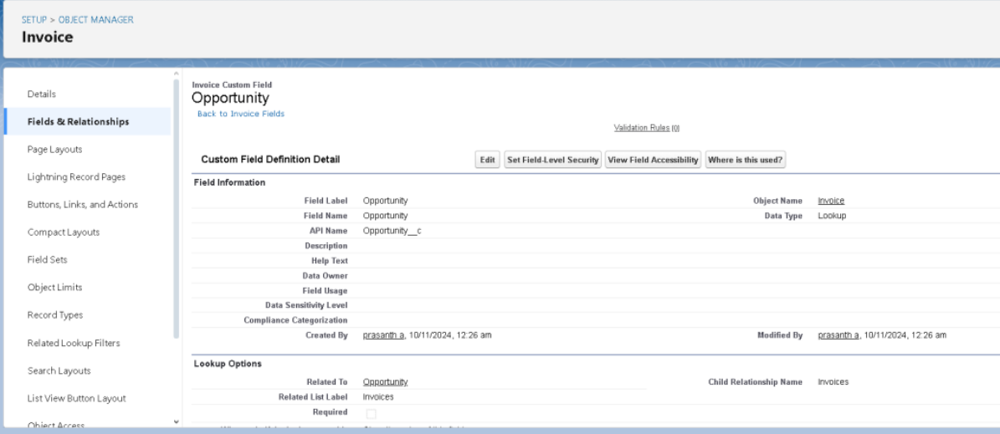 SETUP > OBJECT MANAGER
Invoice
Details
Fields & Relationships
Page Layouts
Lightning Record Pages
Buttons, Links, and Actions
Compact Layouts
Field Sets
Object Limits
Record Types
Related Lookup Filters
Search Layouts
List View Button Layout
Object Access
Invoice Custom Field
Opportunity
Back to Invoice Fields
Validation Rules [0]
Custom Field Definition Detail Edit Set Field-Level Security View Field Accessibility Where is this used?
Field Information
Field Label Opportunity Object Name Invoice
Field Name Opportunity Data Type Lookup
API Name Opportunity__c
Description
Help Text
Data Owner
Field Usage
Data Sensitivity Level
Compliance Categorization
Created By prasanth a, 10/11/2024, 12:26 am Modified By prasanth a, 10/11/2024, 12:26 am
Lookup Options
Related To Opportunity Child Relationship Name Invoices
Related List Label Invoices
Required